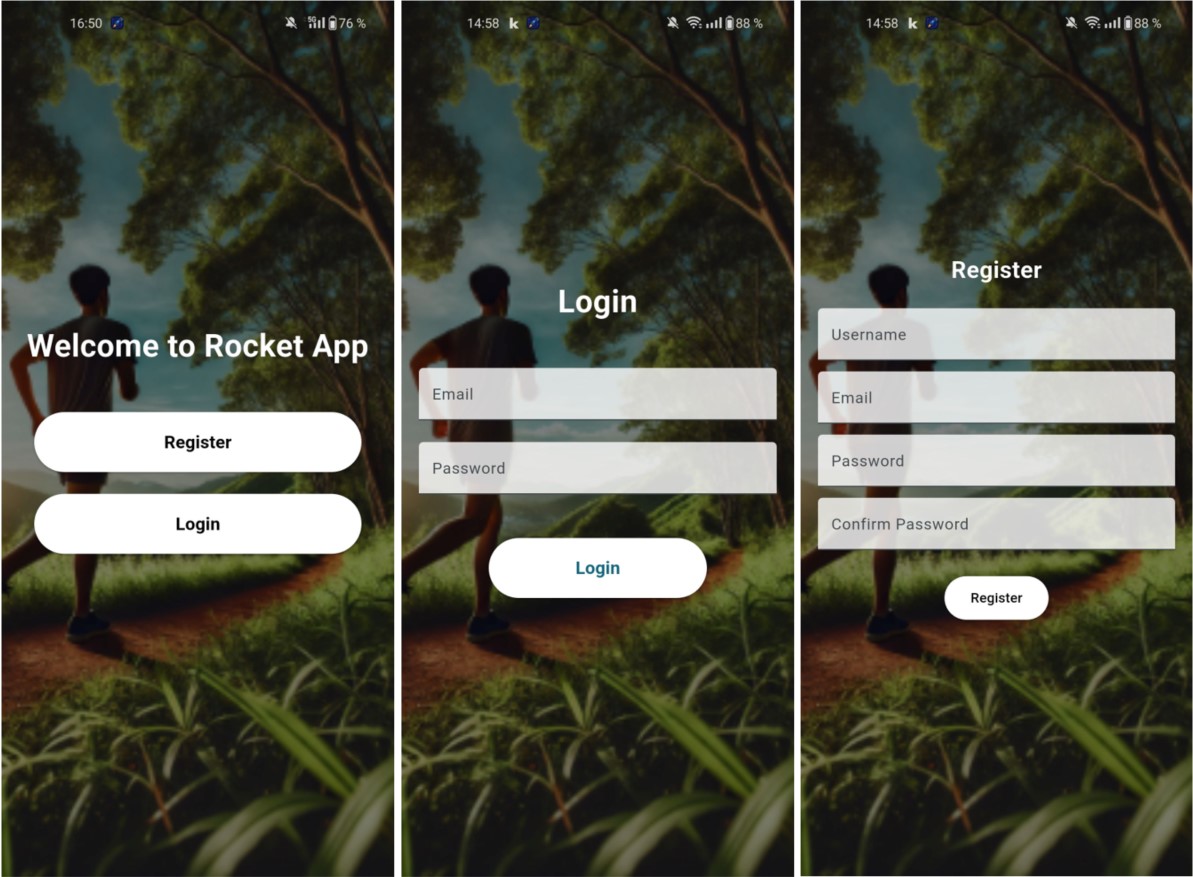 16:50
5G
76 %
Welcome to Rocket App
Register
Login
14:58 k
88 %
Login
Email
Password
Login
14:58 k
88 %
Register
Username
Email
Password
Confirm Password
Register